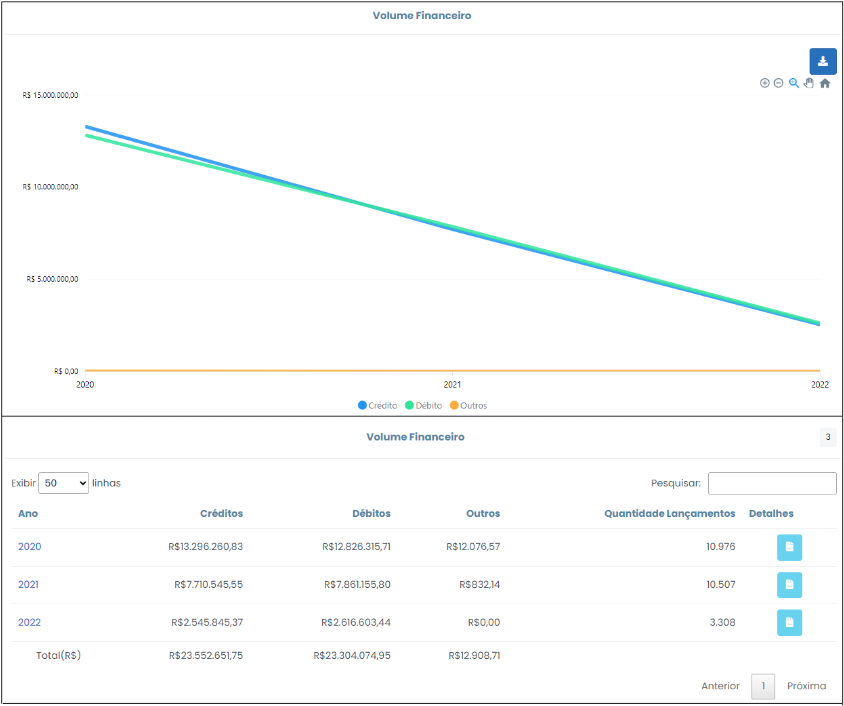 Volume Financeiro
R$ 15.000.000,00
R$ 10.000.000,00
R$ 5.000.000,00
R$ 0,00
2020 2021 2022
Crédito Débito Outros
Volume Financeiro 3
Exibir 50 linhas Pesquisar:
Ano Créditos Débitos Outros Quantidade Lançamentos Detalhes
2020 R$13.296.260,83 R$12.826.315,71 R$12.076,57 10.976
2021 R$7.710.545,55 R$7.861.155,80 R$832,14 10.507
2022 R$2.545.845,37 R$2.616.603,44 R$0,00 3.308
Total(R$) R$23.552.651,75 R$23.304.074,95 R$12.908,71
Anterior 1 Próxima